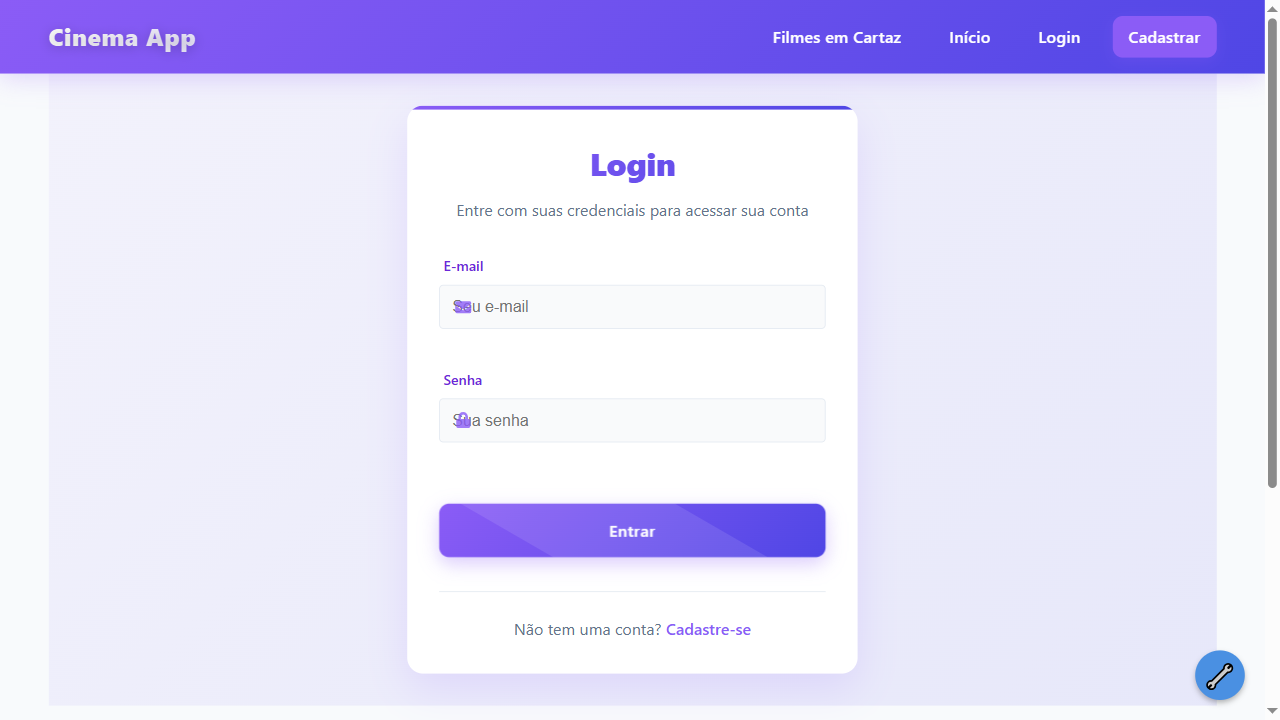 Cinema App
Filmes em Cartaz Início Login Cadastrar
Login
Entre com suas credenciais para acessar sua conta
E-mail
Seu e-mail
Senha
Sua senha
Entrar
Não tem uma conta? Cadastre-se